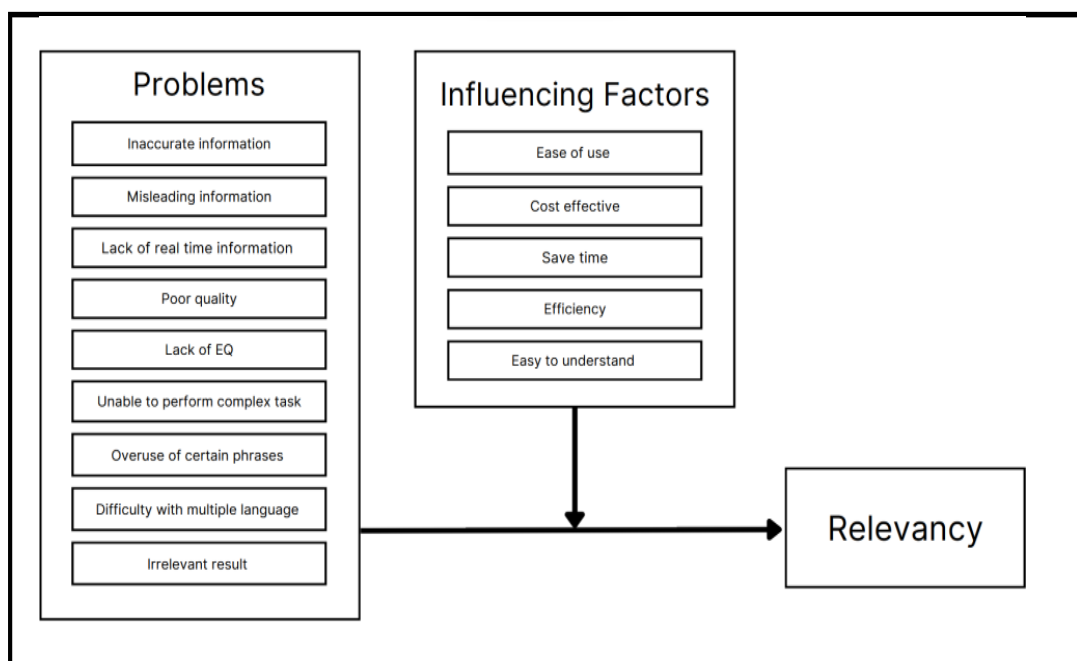 Problems
Inaccurate information
Misleading information
Lack of real time information
Poor quality
Lack of EQ
Unable to perform complex task
Overuse of certain phrases
Difficulty with multiple language
Irrelevant result
Influencing Factors
Ease of use
Cost effective
Save time
Efficiency
Easy to understand
Relevancy